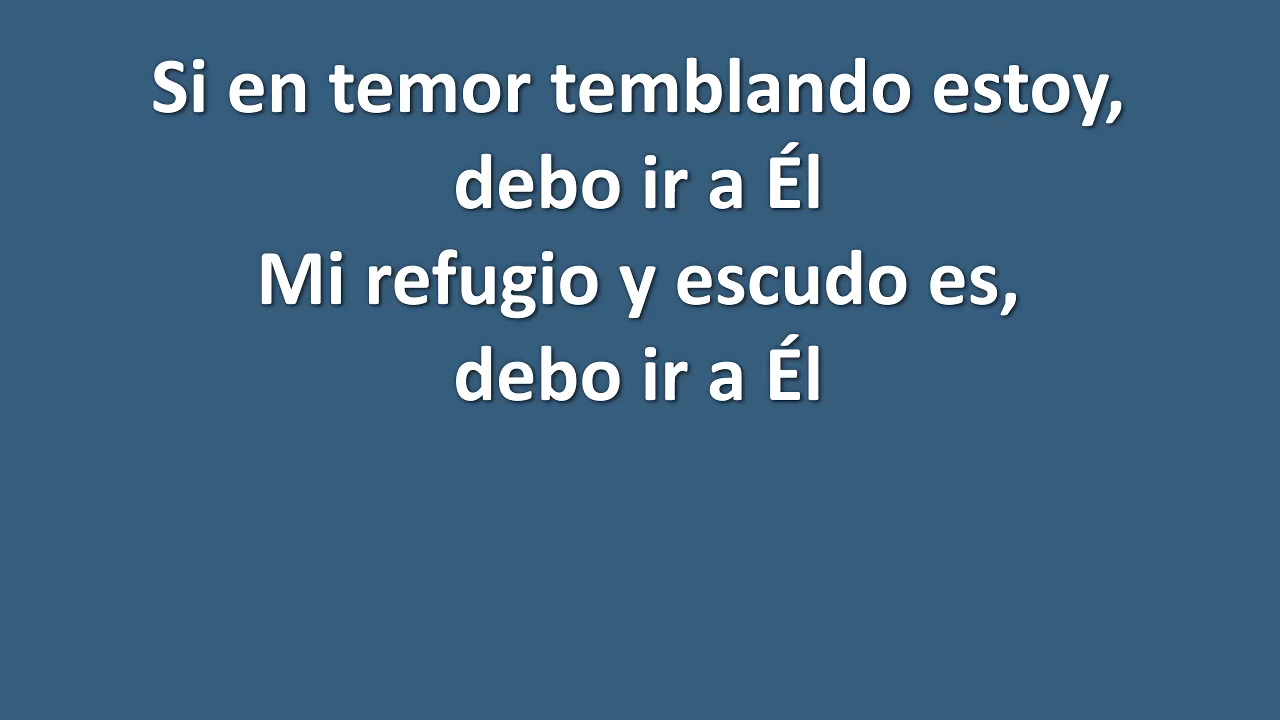 Si en temor temblando estoy,
debo ir a Él
Mi refugio y escudo es,
debo ir a Él